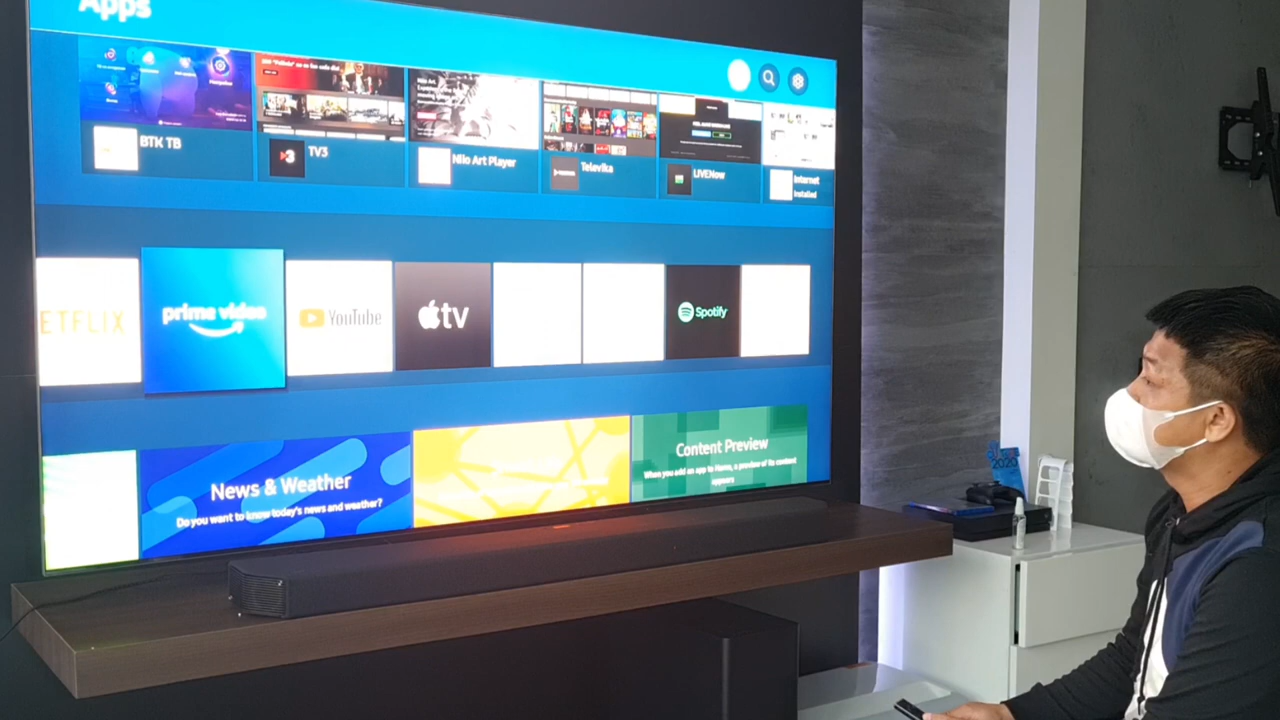 Apps
BTK TB
TV3
Nilo Art Player
Televika
LIVENow
Internet
Installed
ETFLIX
prime video
YouTube
tv
Spotify
News & Weather
Do you want to know today's news and weather?
Content Preview
When you add an app to Home, a preview of its content
appears
2020